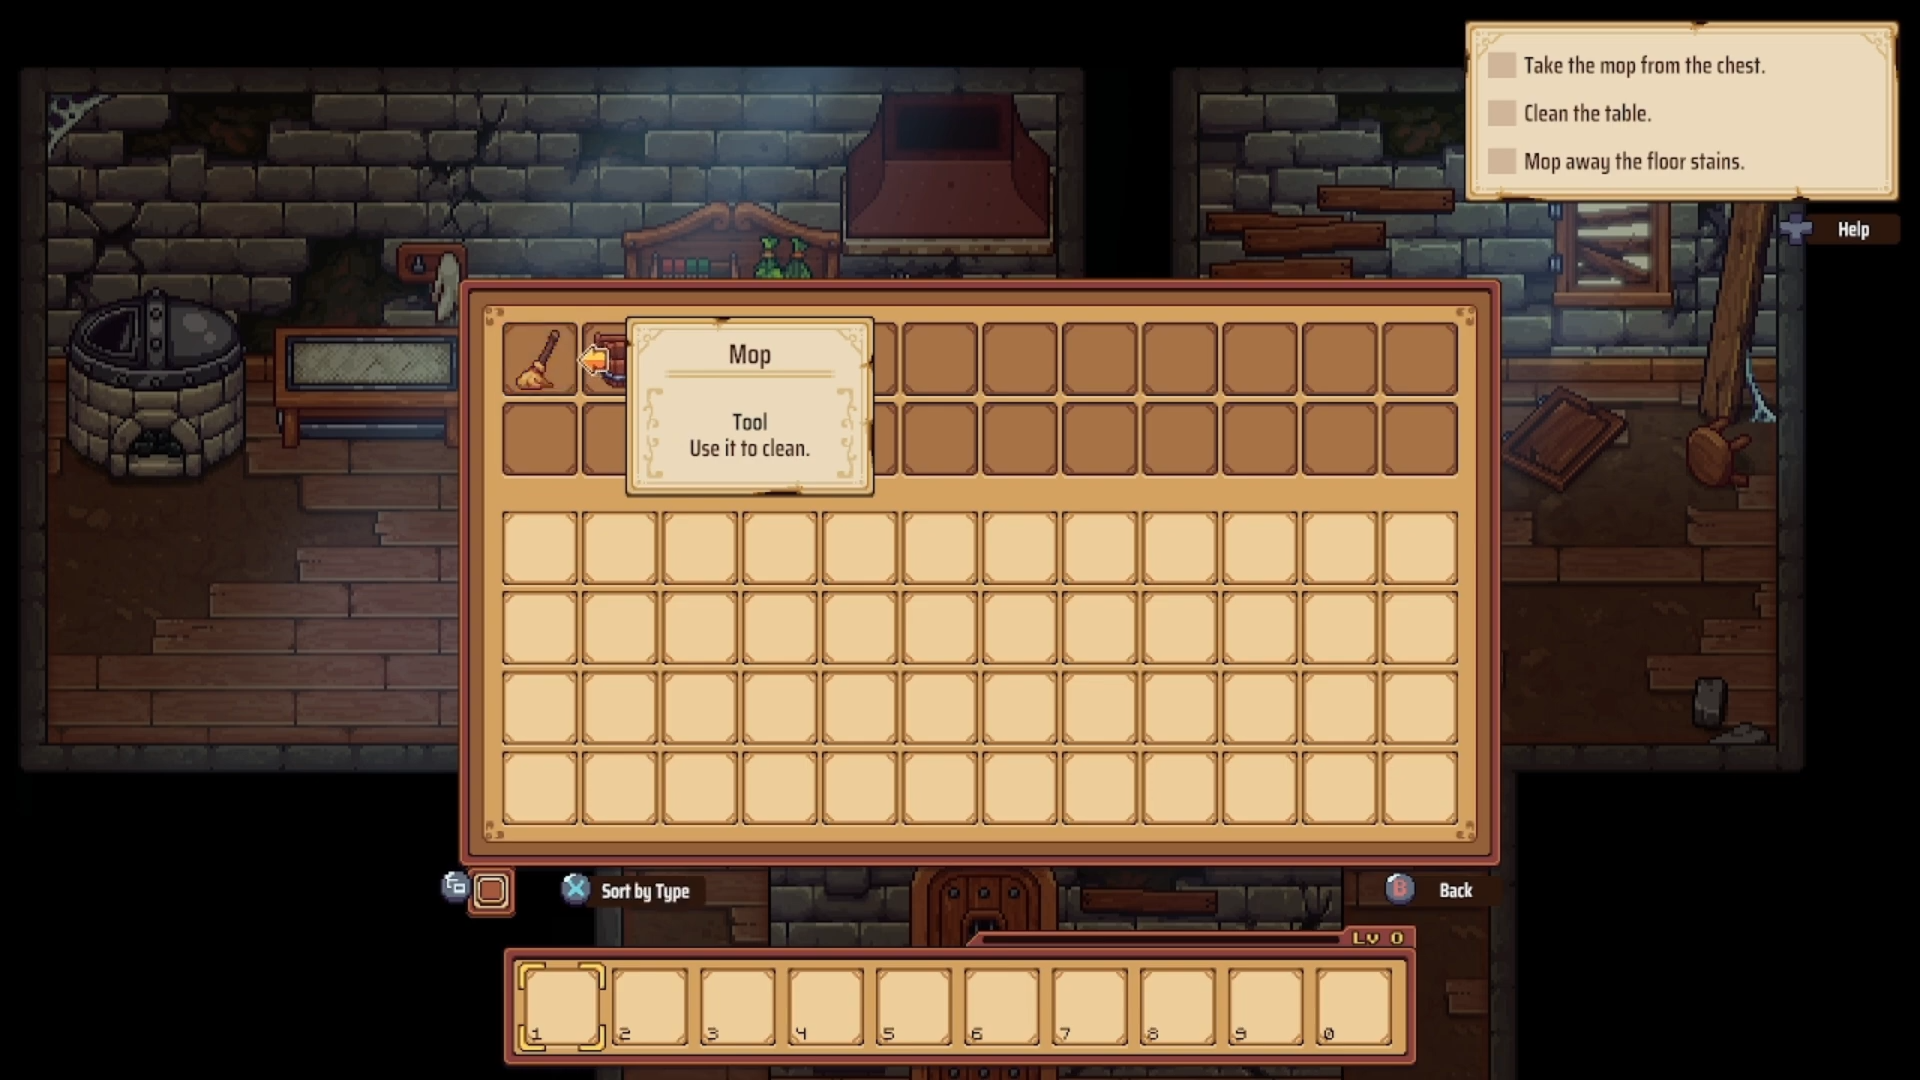 Take the mop from the chest.
Clean the table.
Mop away the floor stains.
Help
Mop
Tool
Use it to clean.
X Sort by Type
B Back
Lv 0
1 2 3 4 5 6 7 8 9 0